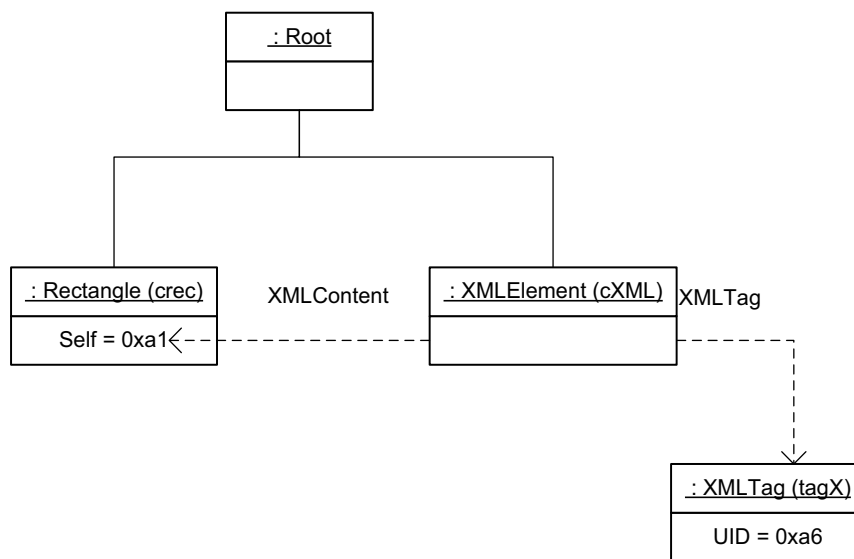 : Root
: Rectangle (crec)
XMLContent
: XMLElement (cXML)
XMLTag
Self = 0xa1
: XMLTag (tagX)
UID = 0xa6